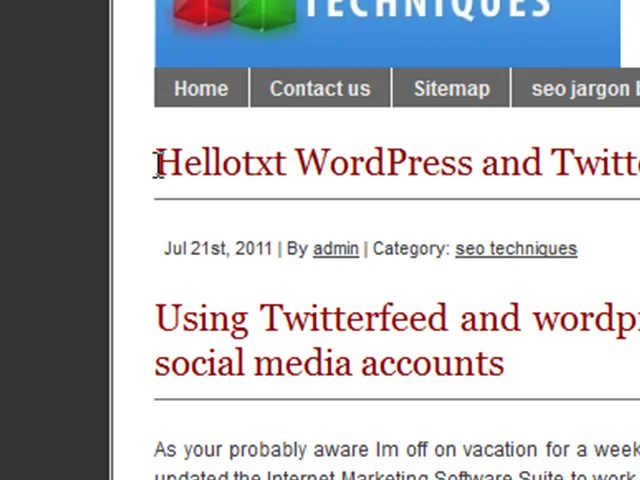 TECHNIQUES
Home Contact us Sitemap seo jargon
Hellotxt WordPress and
Jul 21st, 2011 | By admin | Category: seo techniques
Using Twitterfeed and
social media accounts
As your probably aware Im off on vacation for a week
updated the Internet Marketing Software Suite to work